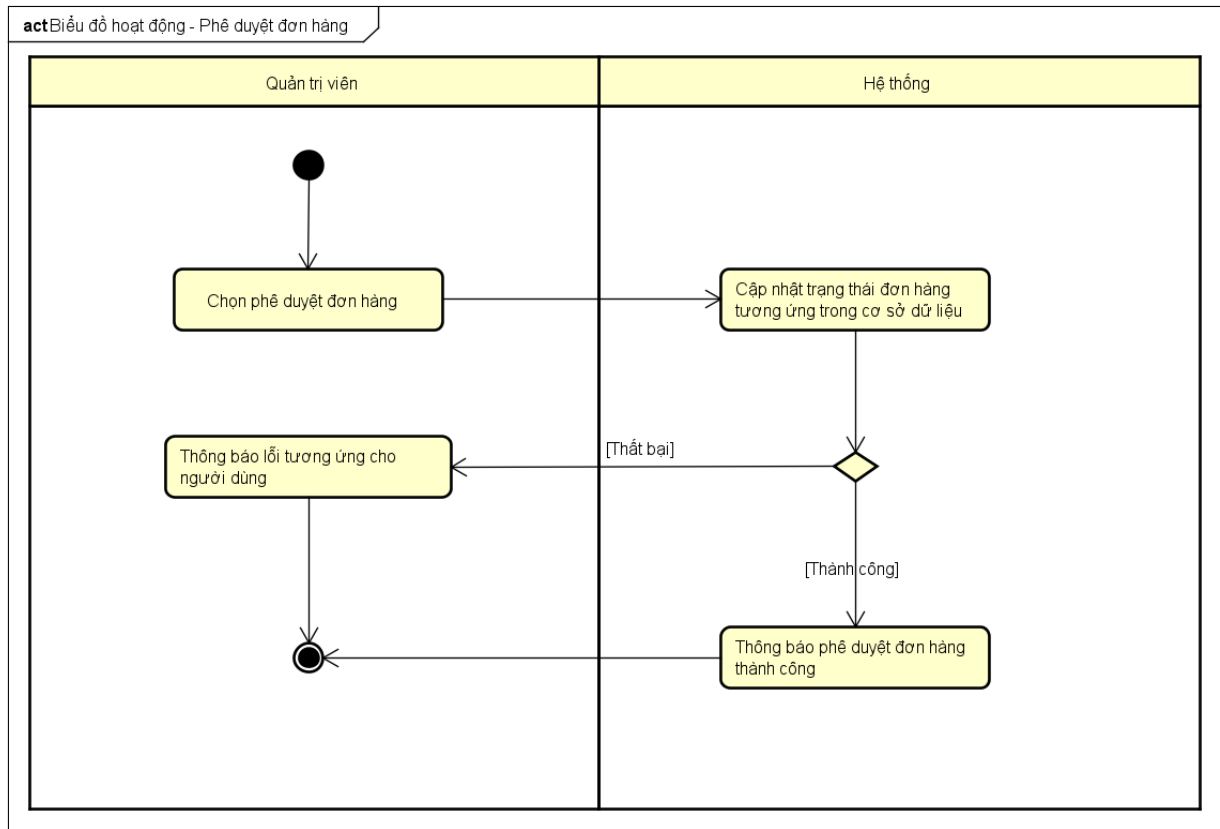 act Biểu đồ hoạt động - Phê duyệt đơn hàng
Quản trị viên
Hệ thống
Chọn phê duyệt đơn hàng
Cập nhật trạng thái đơn hàng
tương ứng trong cơ sở dữ liệu
Thông báo lỗi tương ứng cho
người dùng
[Thất bại]
[Thành công]
Thông báo phê duyệt đơn hàng
thành công